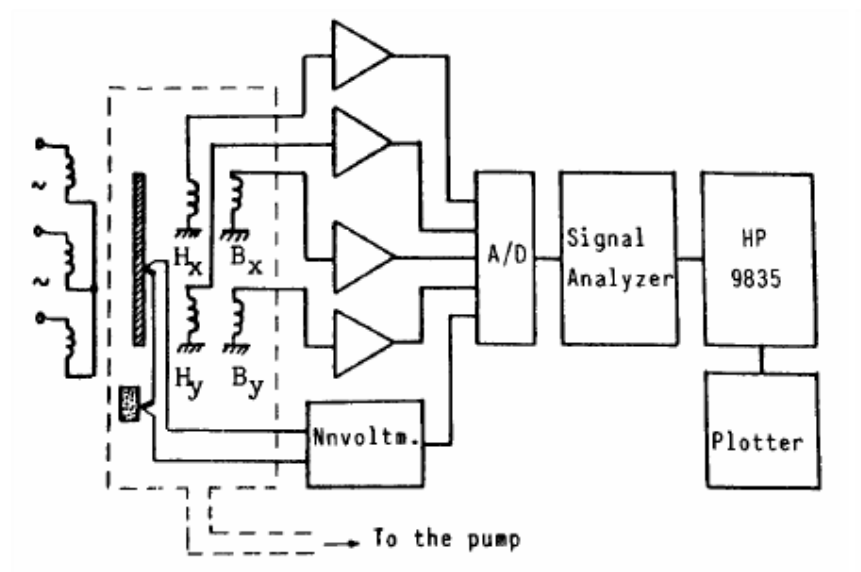 ~
~
Hx
Bx
Hy
By
A/D
Signal
Analyzer
HP
9835
Nnvoltm.
Plotter
To the pump